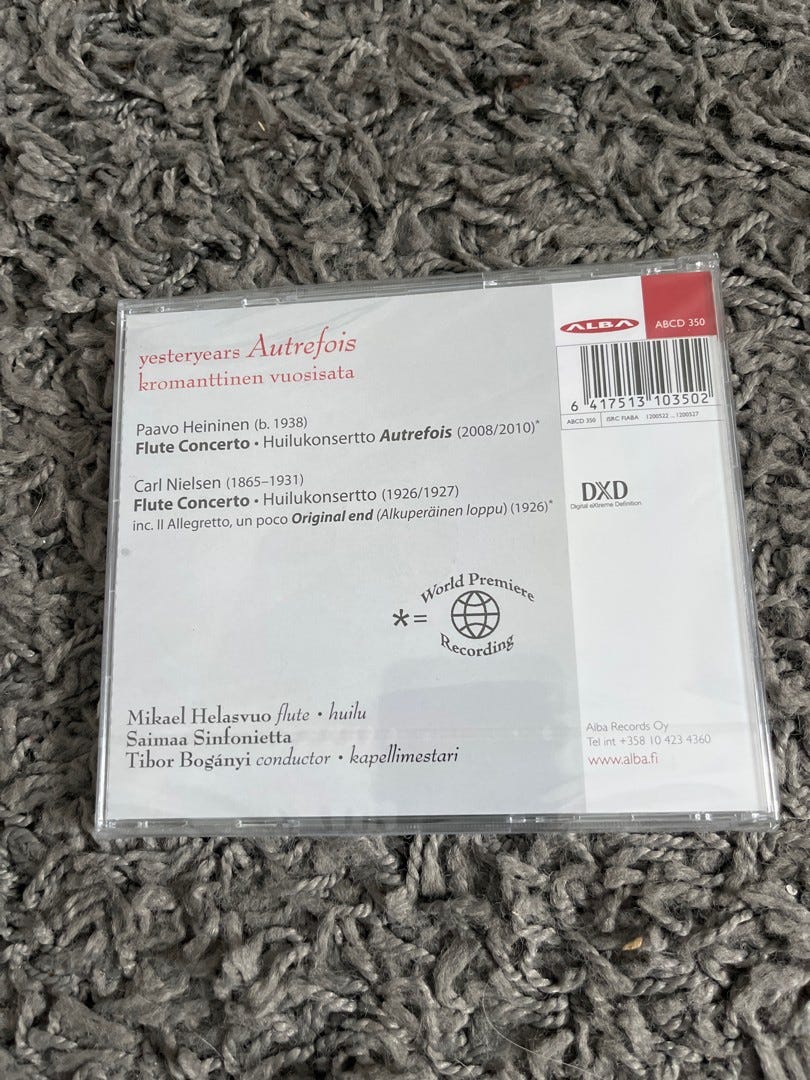 yesteryears Autrefois
kromanttinen vuosisata
Paavo Heininen (b. 1938)
Flute Concerto • Huilukonsertto Autrefois (2008/2010)*
Carl Nielsen (1865–1931)
Flute Concerto • Huilukonsertto (1926/1927)
inc. II Allegretto, un poco Original end (Alkuperäinen loppu) (1926)*
*= World Premiere
Recording
Mikael Helasvuo flute • huilu
Saimaa Sinfonietta
Tibor Bogányi conductor • kapellimestari
ALBA
ABCD 350
6 417513 103502
ABCD 350 ISRC FIABA 1200522 ... 1200527
DXD
Digital eXtreme Definition
Alba Records Oy
Tel int +358 10 423 4360
www.alba.fi